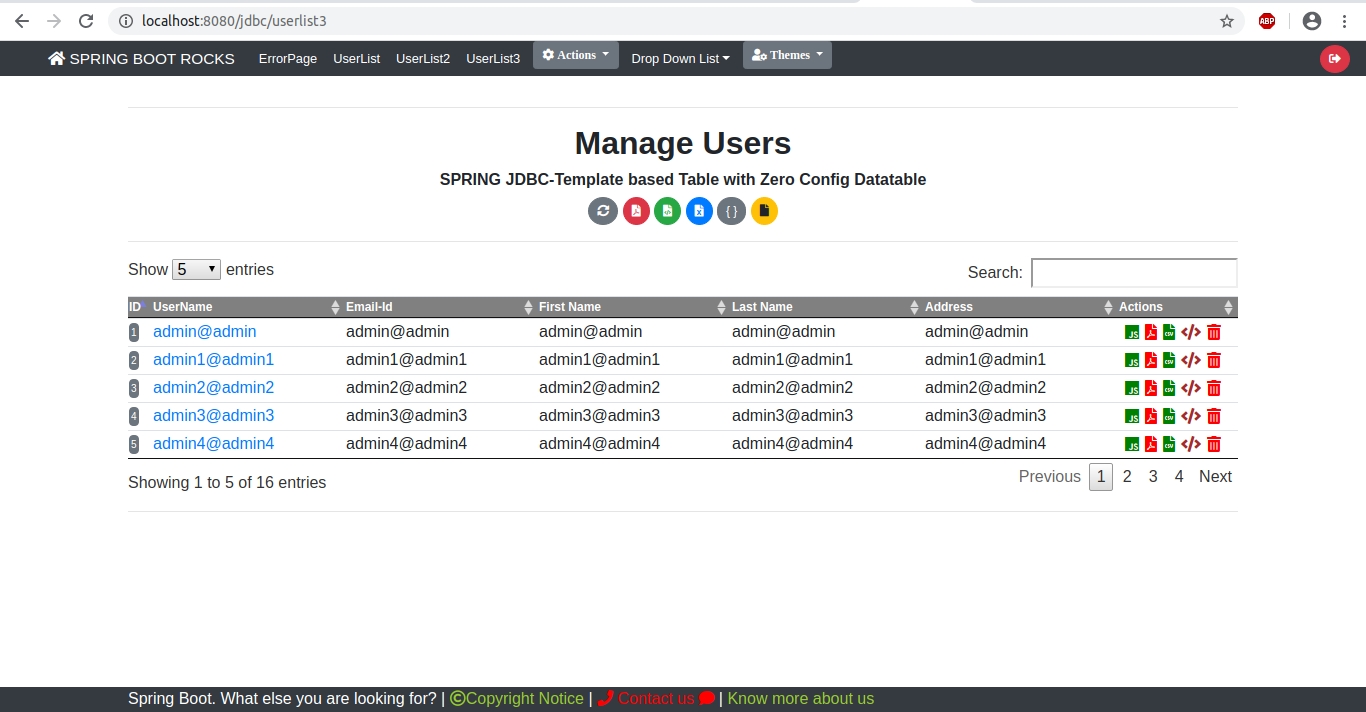 localhost:8080/jdbc/userlist3
ABP
SPRING BOOT ROCKS ErrorPage UserList UserList2 UserList3 Actions Drop Down List Themes
Manage Users
SPRING JDBC-Template based Table with Zero Config Datatable
{ }
Show 5 entries Search:
ID UserName Email-Id First Name Last Name Address Actions
1 admin@admin admin@admin admin@admin admin@admin admin@admin JS CSV
2 admin1@admin1 admin1@admin1 admin1@admin1 admin1@admin1 admin1@admin1 JS CSV
3 admin2@admin2 admin2@admin2 admin2@admin2 admin2@admin2 admin2@admin2 JS CSV
4 admin3@admin3 admin3@admin3 admin3@admin3 admin3@admin3 admin3@admin3 JS CSV
5 admin4@admin4 admin4@admin4 admin4@admin4 admin4@admin4 admin4@admin4 JS CSV
Showing 1 to 5 of 16 entries Previous 1 2 3 4 Next
Spring Boot. What else you are looking for? | ©Copyright Notice | Contact us | Know more about us